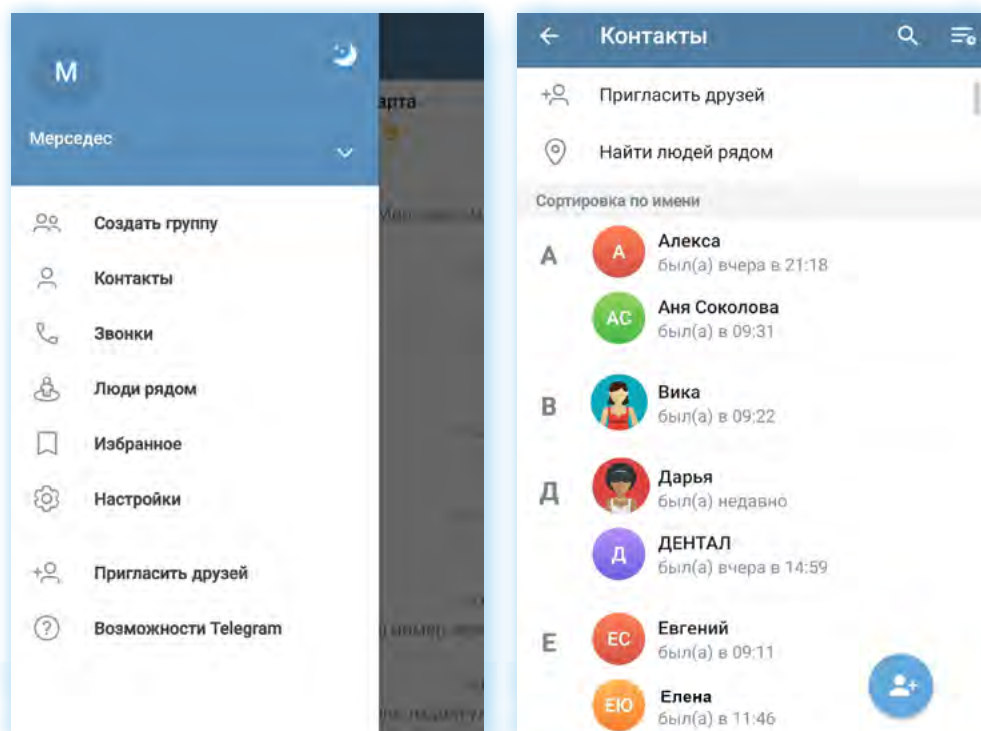 М
Мерседес
арта
Создать группу
Контакты
Звонки
Люди рядом
Избранное
Настройки
Пригласить друзей
Возможности Telegram
Контакты
Пригласить друзей
Найти людей рядом
Сортировка по имени
А
А
Алекса
был(а) вчера в 21:18
АС
Аня Соколова
был(а) в 09:31
В
Вика
был(а) в 09:22
Д
Дарья
был(а) недавно
Д
ДЕНТАЛ
был(а) вчера в 14:59
Е
ЕС
Евгений
был(а) в 09:11
ЕЮ
Елена
был(а) в 11:46